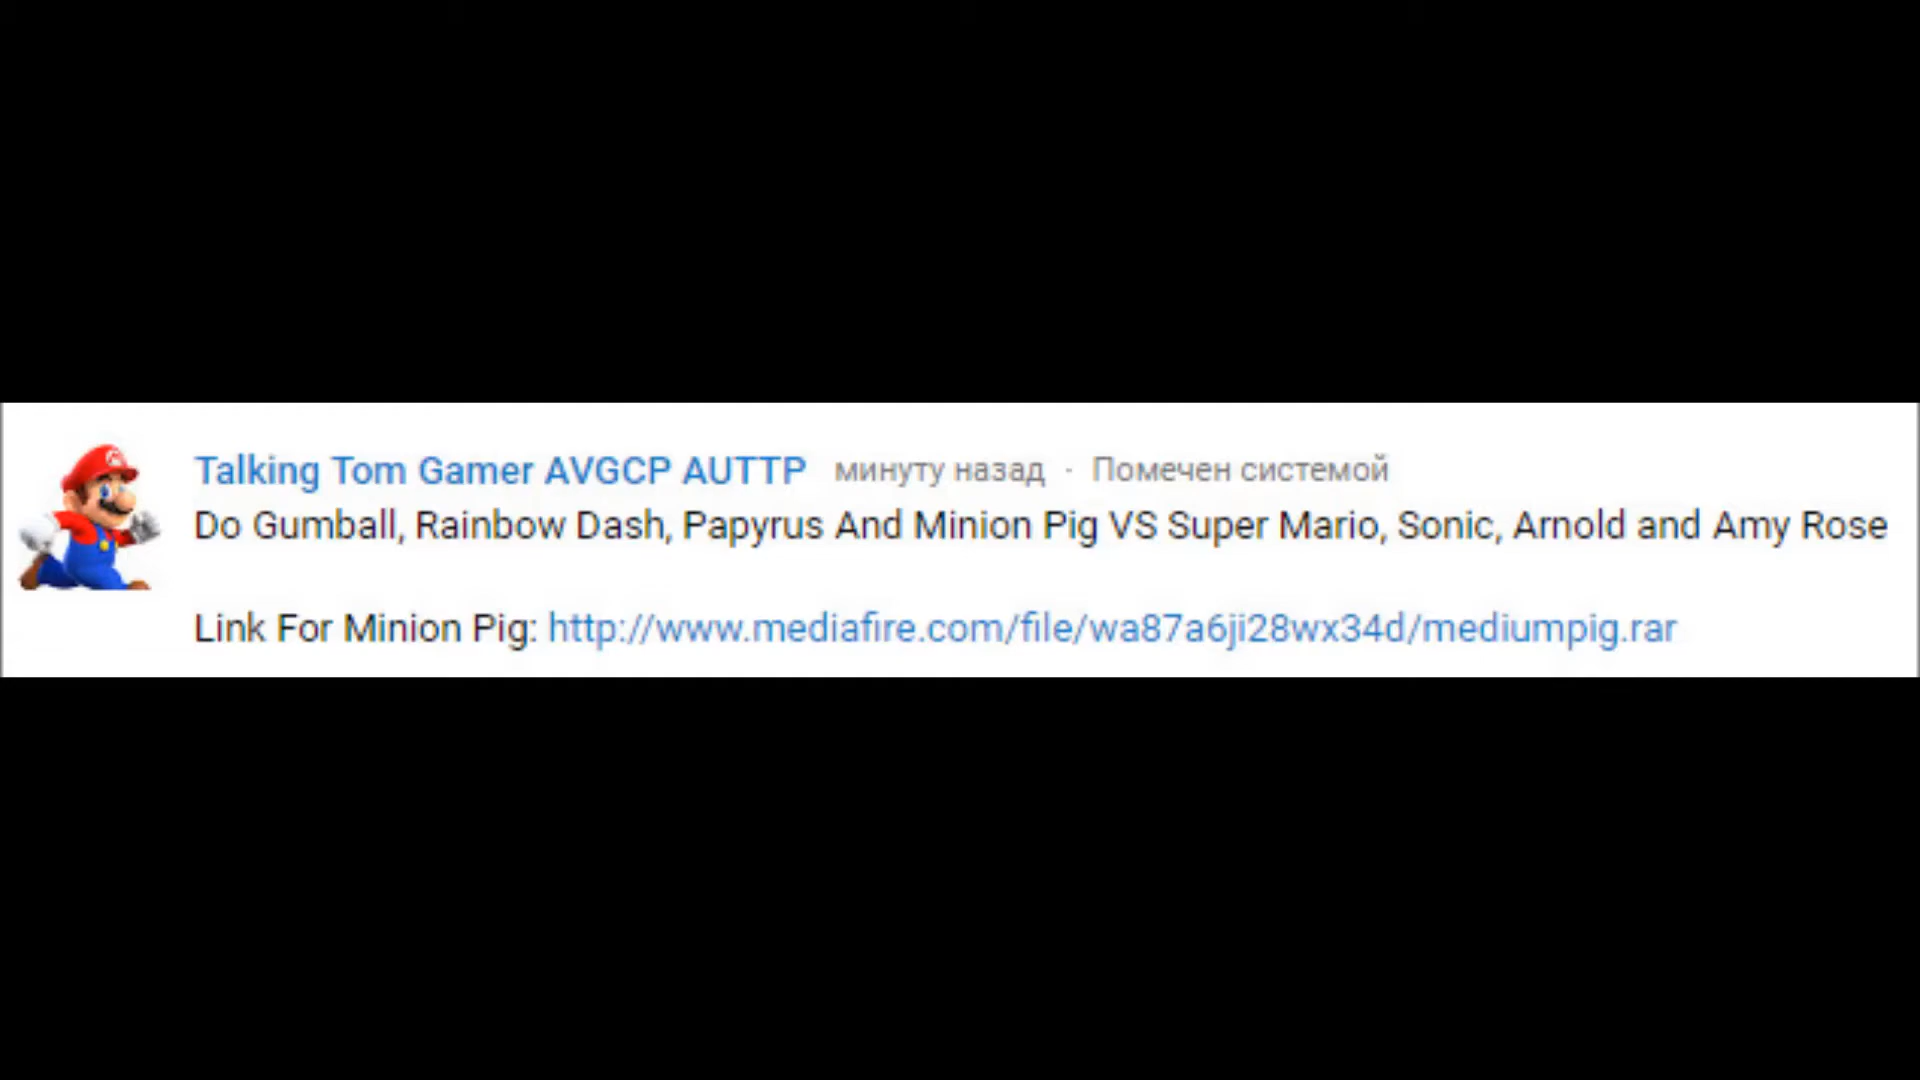 Talking Tom Gamer AVGCP AUTTP минуту назад · Помечен системой
Do Gumball, Rainbow Dash, Papyrus And Minion Pig VS Super Mario, Sonic, Arnold and Amy Rose
Link For Minion Pig: http://www.mediafire.com/file/wa87a6ji28wx34d/mediumpig.rar